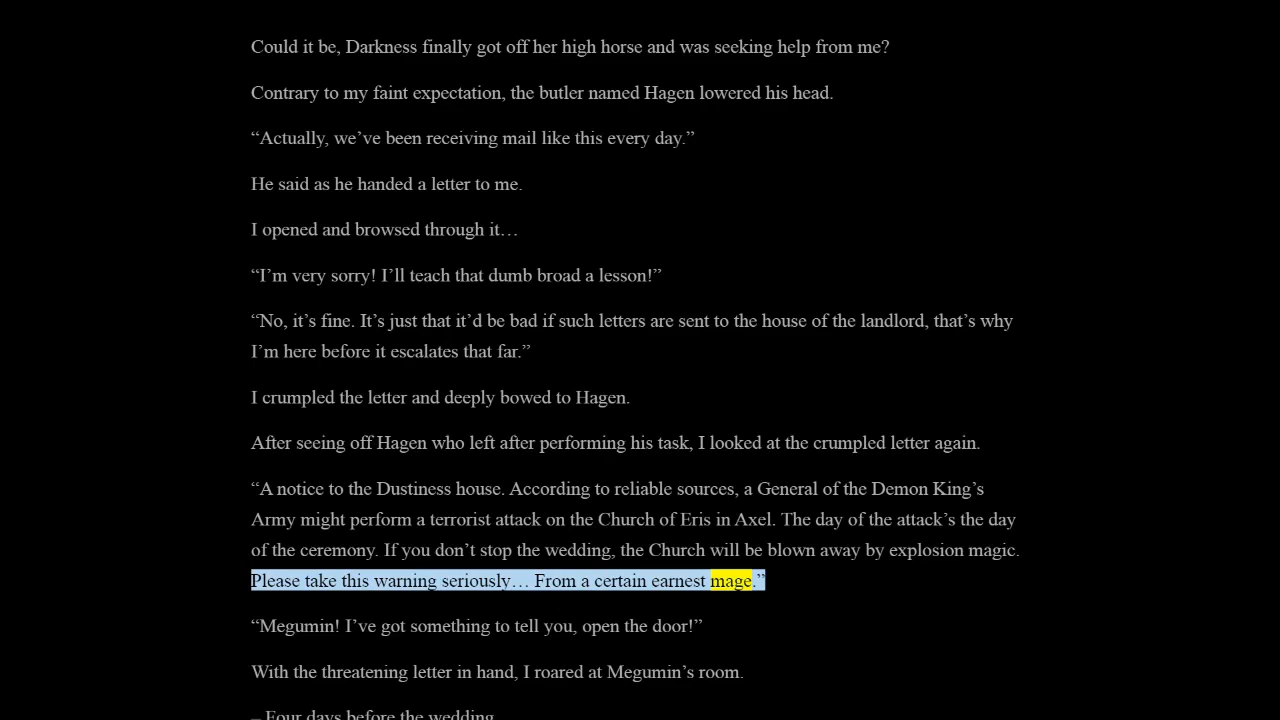 Could it be, Darkness finally got off her high horse and was seeking help from me?
Contrary to my faint expectation, the butler named Hagen lowered his head.
“Actually, we’ve been receiving mail like this every day.”
He said as he handed a letter to me.
I opened and browsed through it…
“I’m very sorry! I’ll teach that dumb broad a lesson!”
“No, it’s fine. It’s just that it’d be bad if such letters are sent to the house of the landlord, that’s why
I’m here before it escalates that far.”
I crumpled the letter and deeply bowed to Hagen.
After seeing off Hagen who left after performing his task, I looked at the crumpled letter again.
“A notice to the Dustiness house. According to reliable sources, a General of the Demon King’s
Army might perform a terrorist attack on the Church of Eris in Axel. The day of the attack’s the day
of the ceremony. If you don’t stop the wedding, the Church will be blown away by explosion magic.
Please take this warning seriously… From a certain earnest mage.”
“Megumin! I’ve got something to tell you, open the door!”
With the threatening letter in hand, I roared at Megumin’s room.
– Four days before the wedding